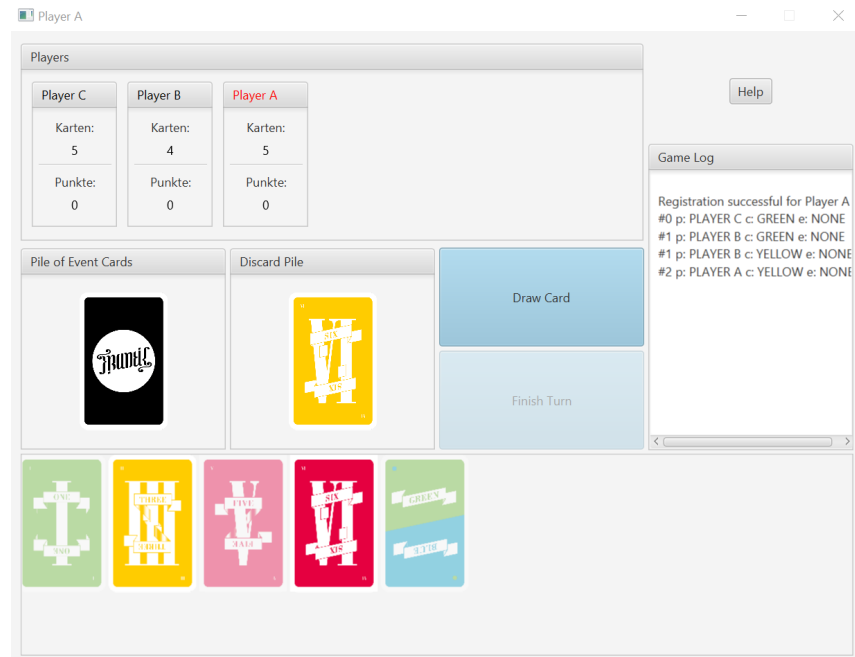 Player A
Players
Player C
Player B
Player A
Karten:
Karten:
Karten:
5
4
5
Punkte:
Punkte:
Punkte:
0
0
0
Help
Game Log
Registration successful for Player A
#0 p: PLAYER C c: GREEN e: NONE
#1 p: PLAYER B c: GREEN e: NONE
#1 p: PLAYER B c: YELLOW e: NONE
#2 p: PLAYER A c: YELLOW e: NONE
Pile of Event Cards
Discard Pile
SIX
SIX
Draw Card
Finish Turn
ONE
ONE
THREE
THREE
FIVE
FIVE
SIX
SIX
GREEN
BLUE